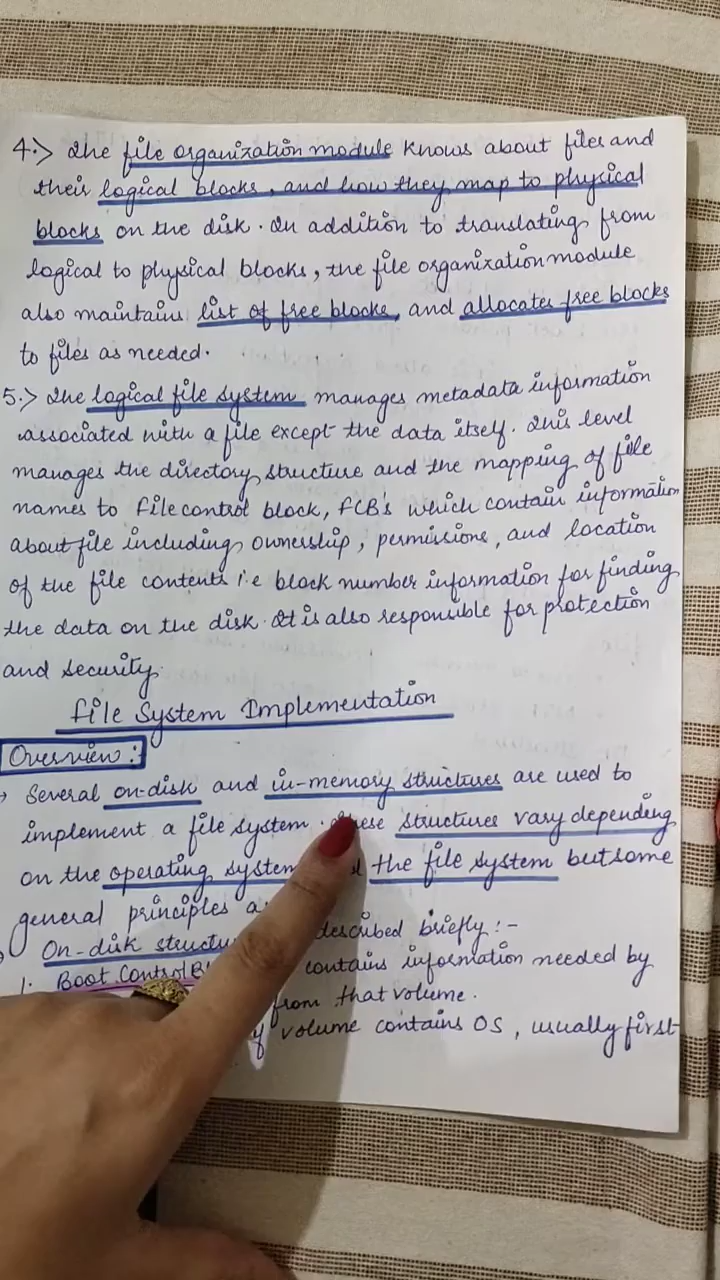 4.> The file organization module knows about files and
their logical blocks, and how they map to physical
blocks on the disk. In addition to translating from
logical to physical blocks, the file organization module
also maintains list of free blocks, and allocates free blocks
to files as needed.
5.> The logical file system manages metadata information
associated with a file except the data itself. This level
manages the directory structure and the mapping of file
names to file control block, FCB's which contain information
about file including ownership, permissions, and location
of the file contents i.e block number information for finding
the data on the disk. It is also responsible for protection
and security.
File System Implementation
Overview:
→ Several on-disk and in-memory structures are used to
implement a file system. These structures vary depending
on the operating system the file system but some
general principles described briefly:-
On-disk
1. Boot Control contains information needed by
from that volume.
volume contains OS, usually first